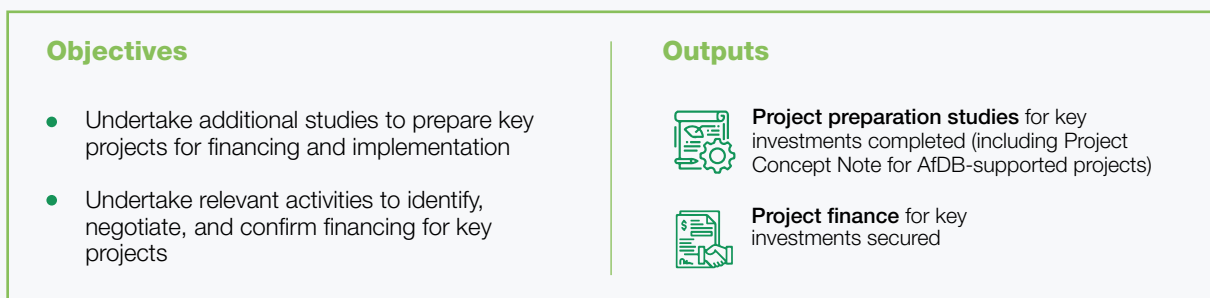 Objectives
Undertake additional studies to prepare key
projects for financing and implementation
Undertake relevant activities to identify,
negotiate, and confirm financing for key
projects
Outputs
Project preparation studies for key
investments completed (including Project
Concept Note for AfDB-supported projects)
$
Project finance for key
investments secured